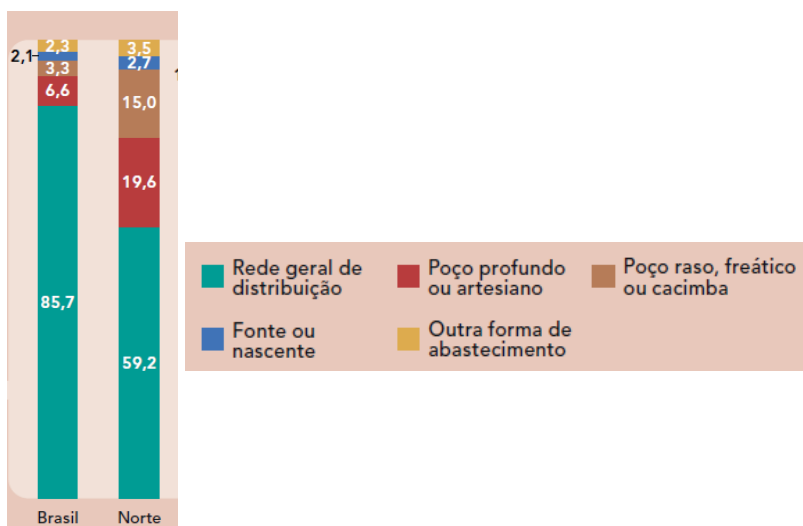 2,3
2,1
3,3
6,6
85,7
Brasil
3,5
2,7
15,0
19,6
59,2
Norte
Rede geral de
distribuição
Poço profundo
ou artesiano
Poço raso, freático
ou cacimba
Fonte ou
nascente
Outra forma de
abastecimento